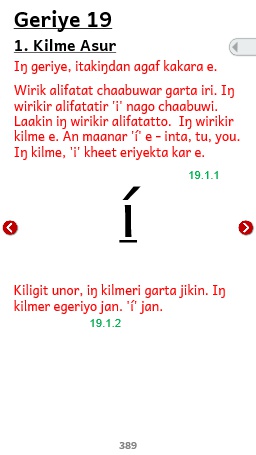 Geriye 19
1. Kilme Asur
Iŋ geriye, itakiŋdan agaf kakara e.
Wirik alifatat chaabuwar garta iri. Iŋ
wirikir alifatatir 'i' nago chaabuwi.
Laakin iŋ wirikir alifatatto. Iŋ wirikir
kilme e. An maanar 'í' e - inta, tu, you.
Iŋ kilme, 'i' kheet eriyekta kar e.
19.1.1
í
Kiligit unor, iŋ kilmeri garta jikin. Iŋ
kilmer egeriyo jan. 'í' jan.
19.1.2
389